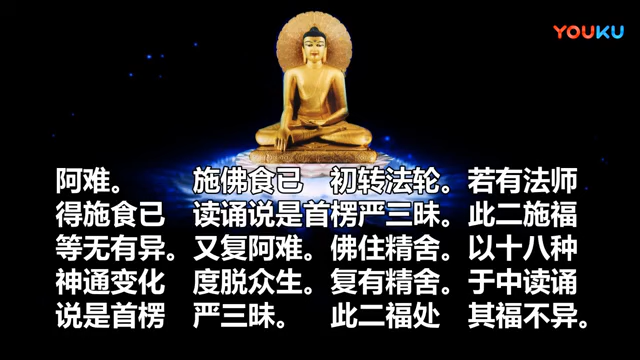 YOUKU
阿难。 施佛食已 初转法轮。若有法师
得施食已 读诵说是首楞严三昧。此二施福
等无有异。又复阿难。佛住精舍。以十八种
神通变化 度脱众生。复有精舍。于中读诵
说是首楞 严三昧。 此二福处 其福不异。